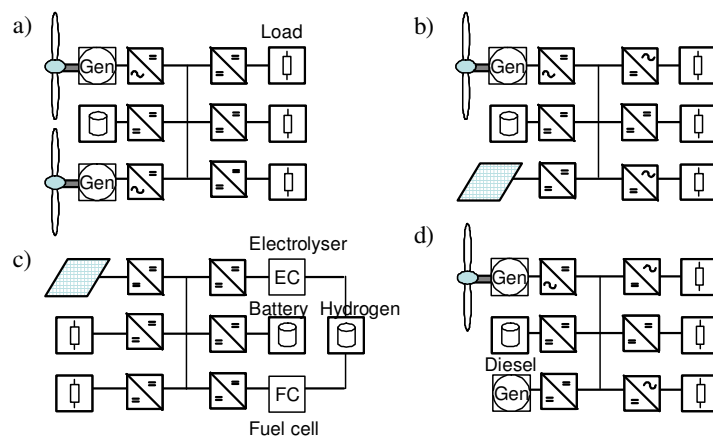 a)
Load
Gen
Gen
b)
Gen
c)
Electrolyser
EC
Battery
Hydrogen
FC
Fuel cell
d)
Gen
Diesel
Gen